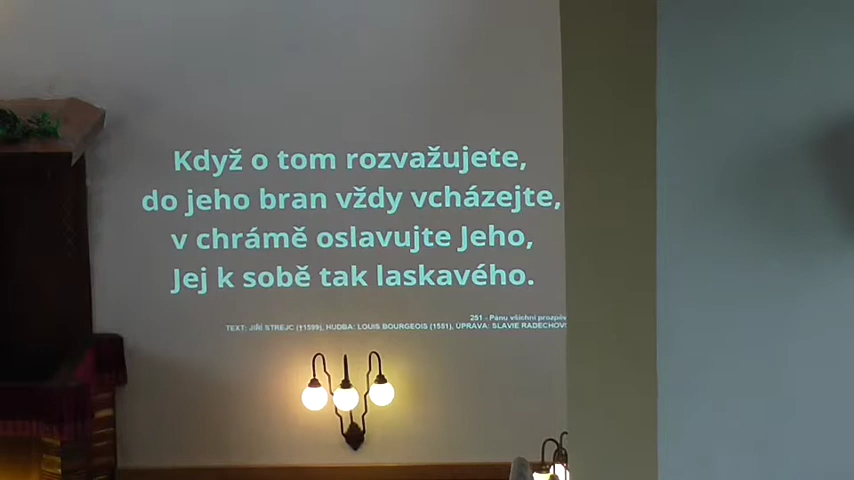 Když o tom rozvažujete,
do jeho bran vždy vcházejte,
v chrámě oslavujte Jeho,
Jej k sobě tak laskavého.
251 - Pánu všichni
TEXT: JIŘÍ STREJC (†1599), HUDBA: LOUIS BOURGEOIS (1551), ÚPRAVA: SLAVIE